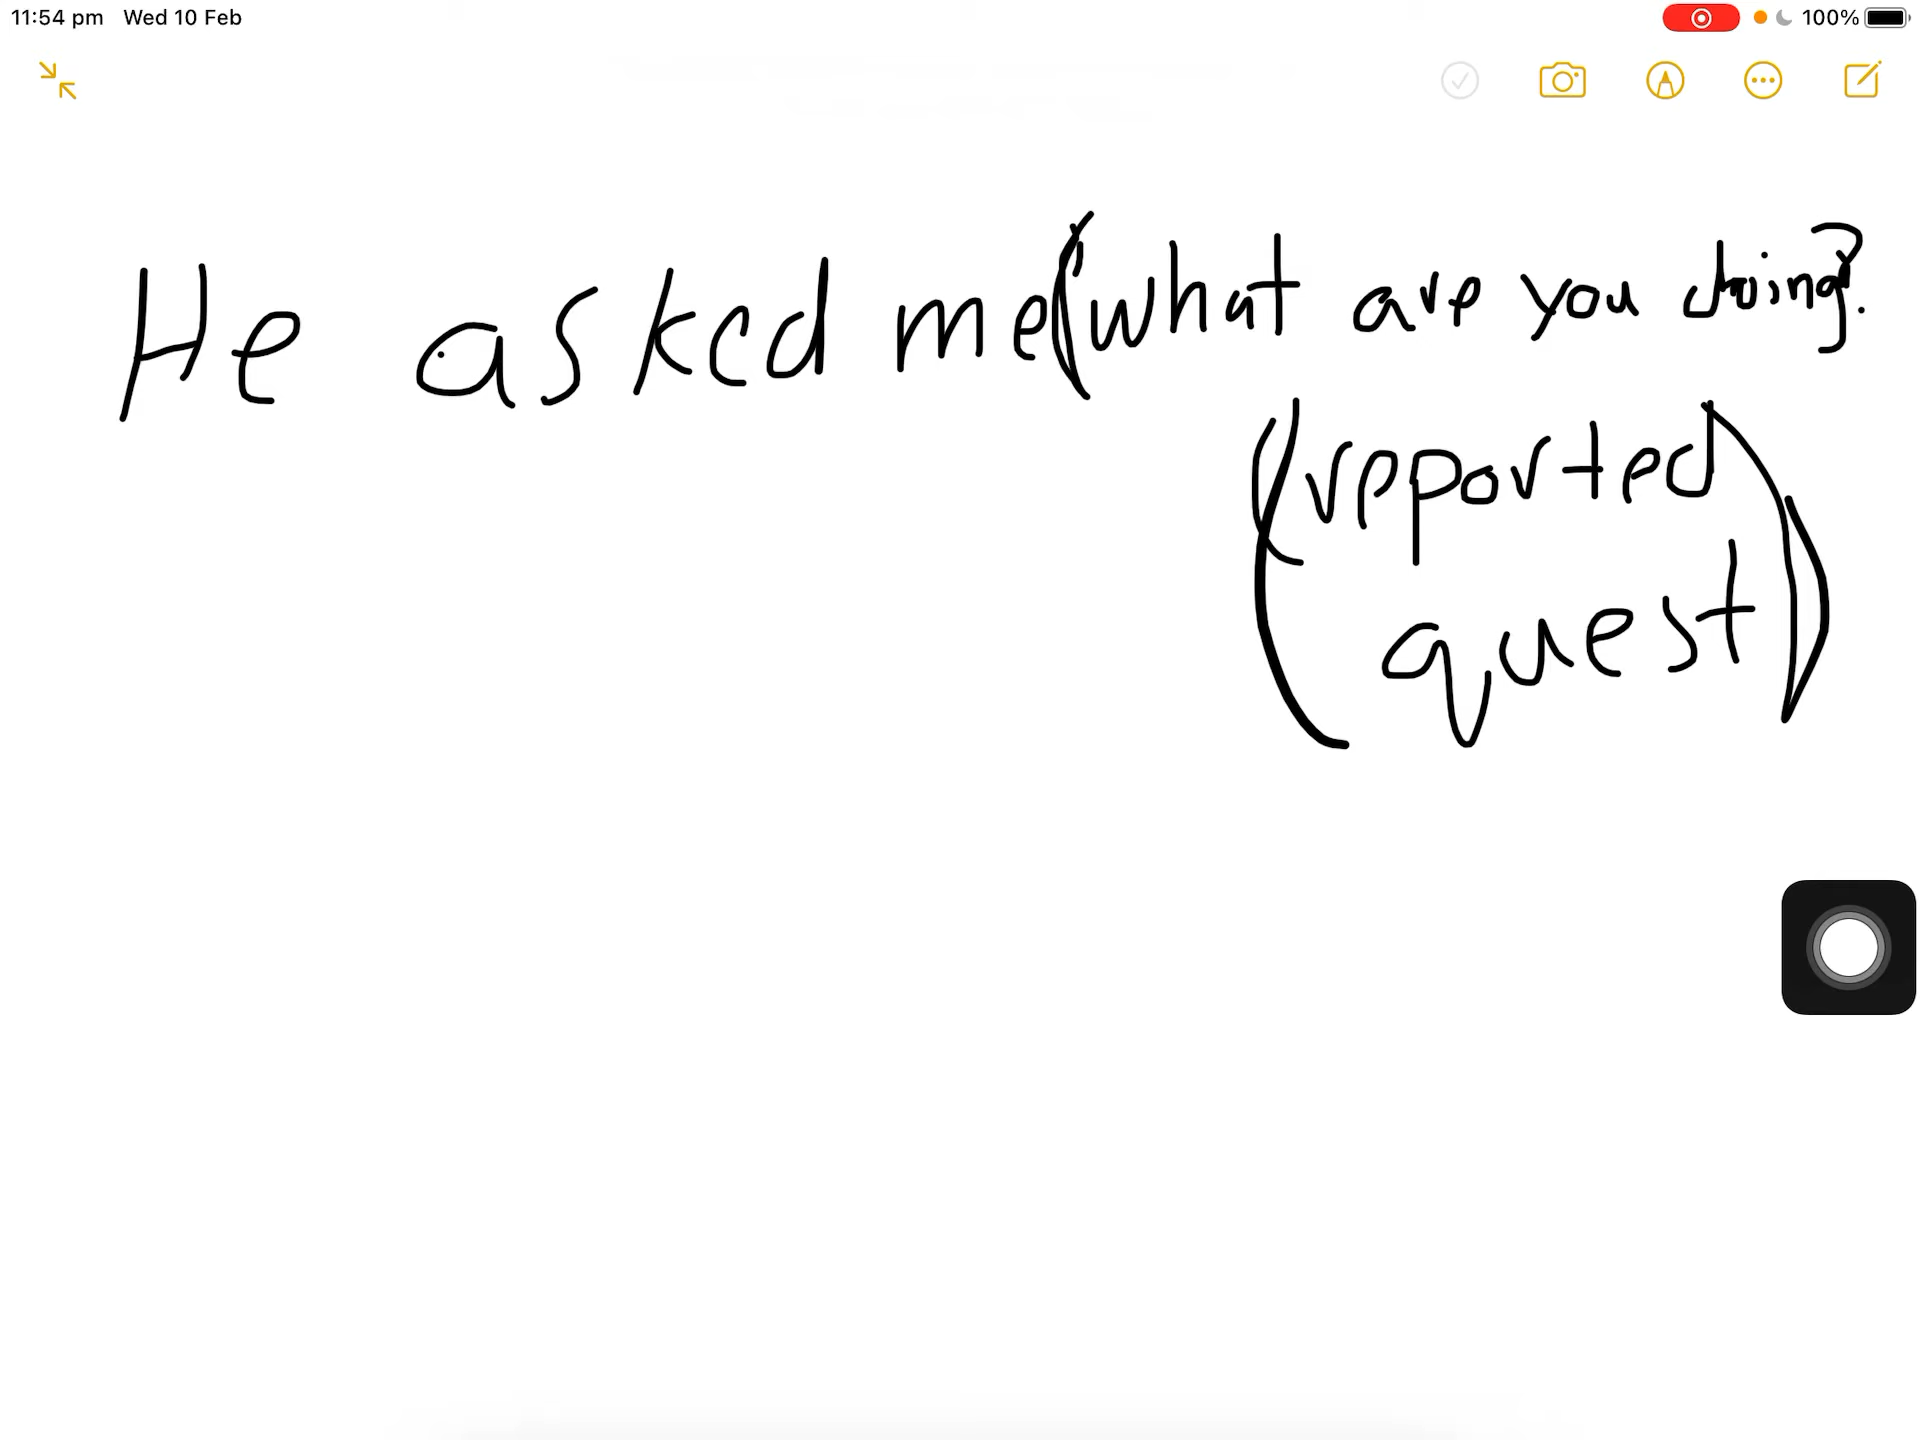 11:54 pm Wed 10 Feb 100%
He asked me (what are you doing?
(reported
quest)